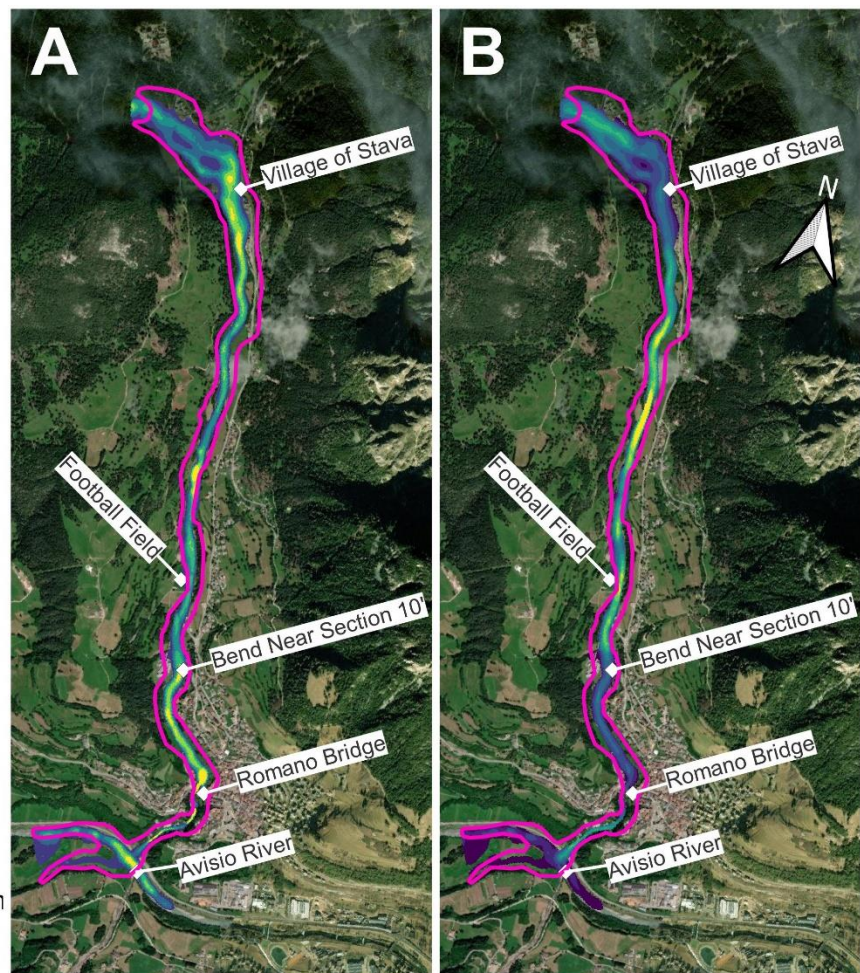 A
B
Village of Stava
Village of Stava
N
Football Field
Football Field
Bend Near Section 10'
Bend Near Section 10'
Romano Bridge
Romano Bridge
Avisio River
Avisio River